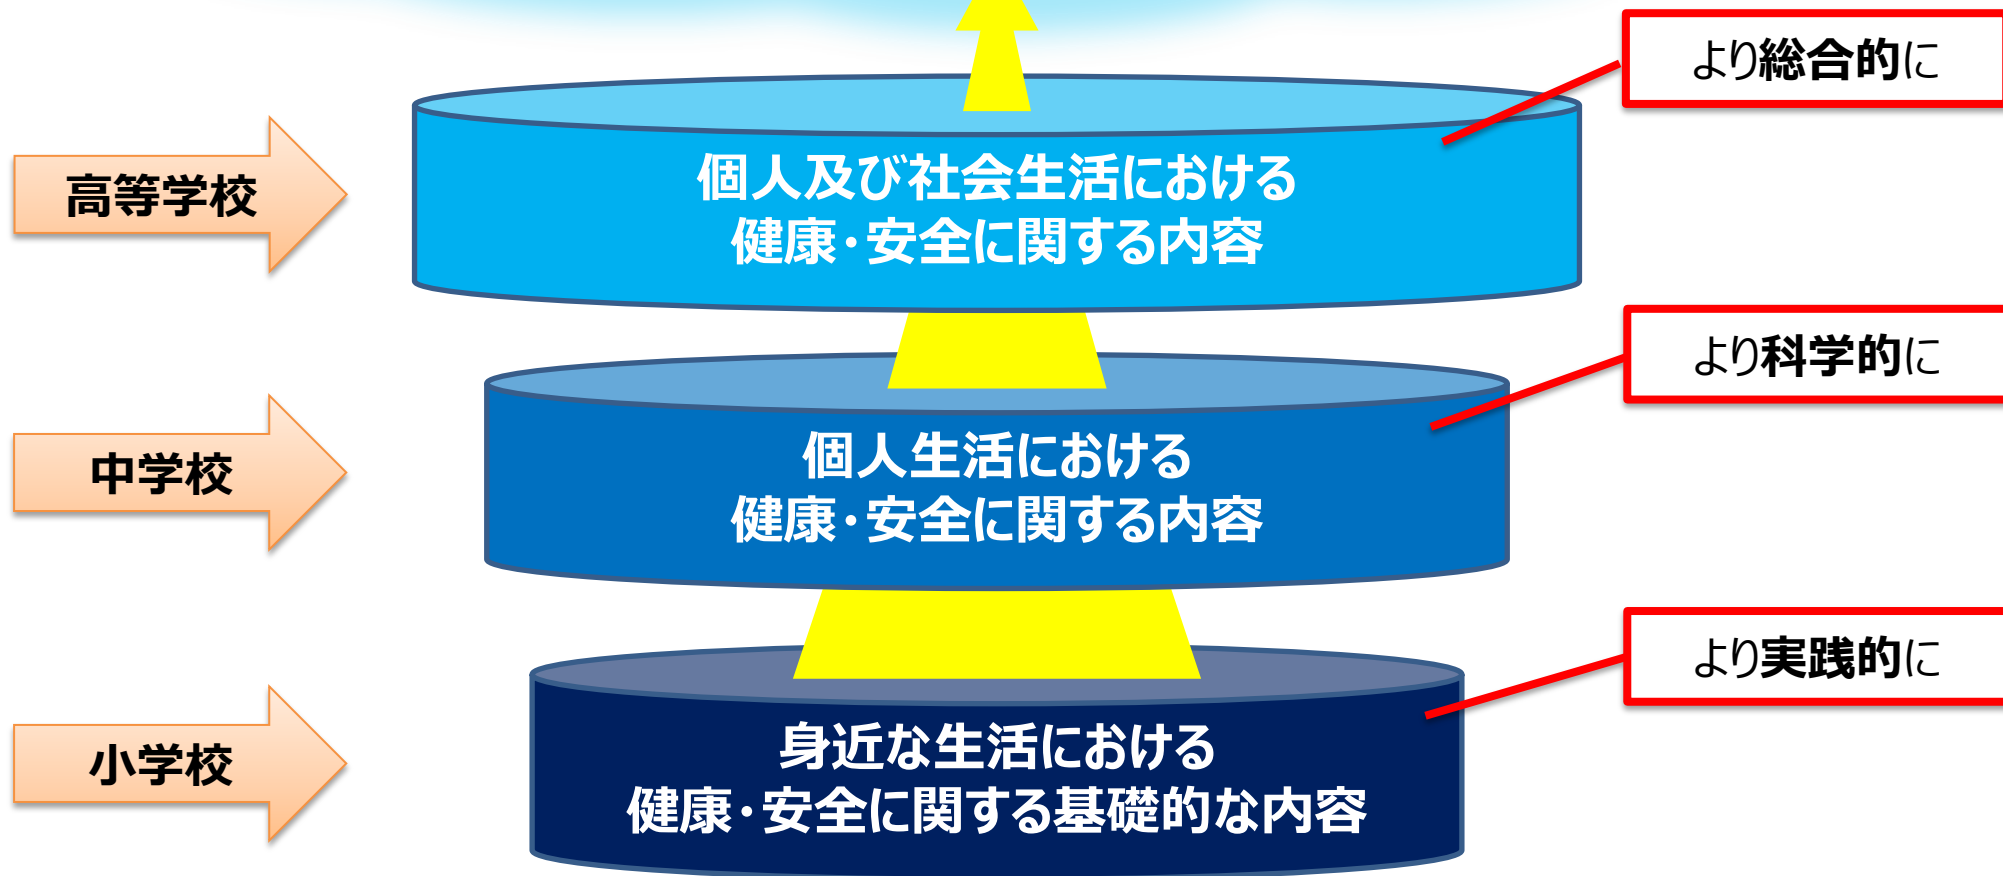 より総合的に
高等学校
個人及び社会生活における
健康・安全に関する内容
より科学的に
中学校
個人生活における
健康・安全に関する内容
より実践的に
小学校
身近な生活における
健康・安全に関する基礎的な内容